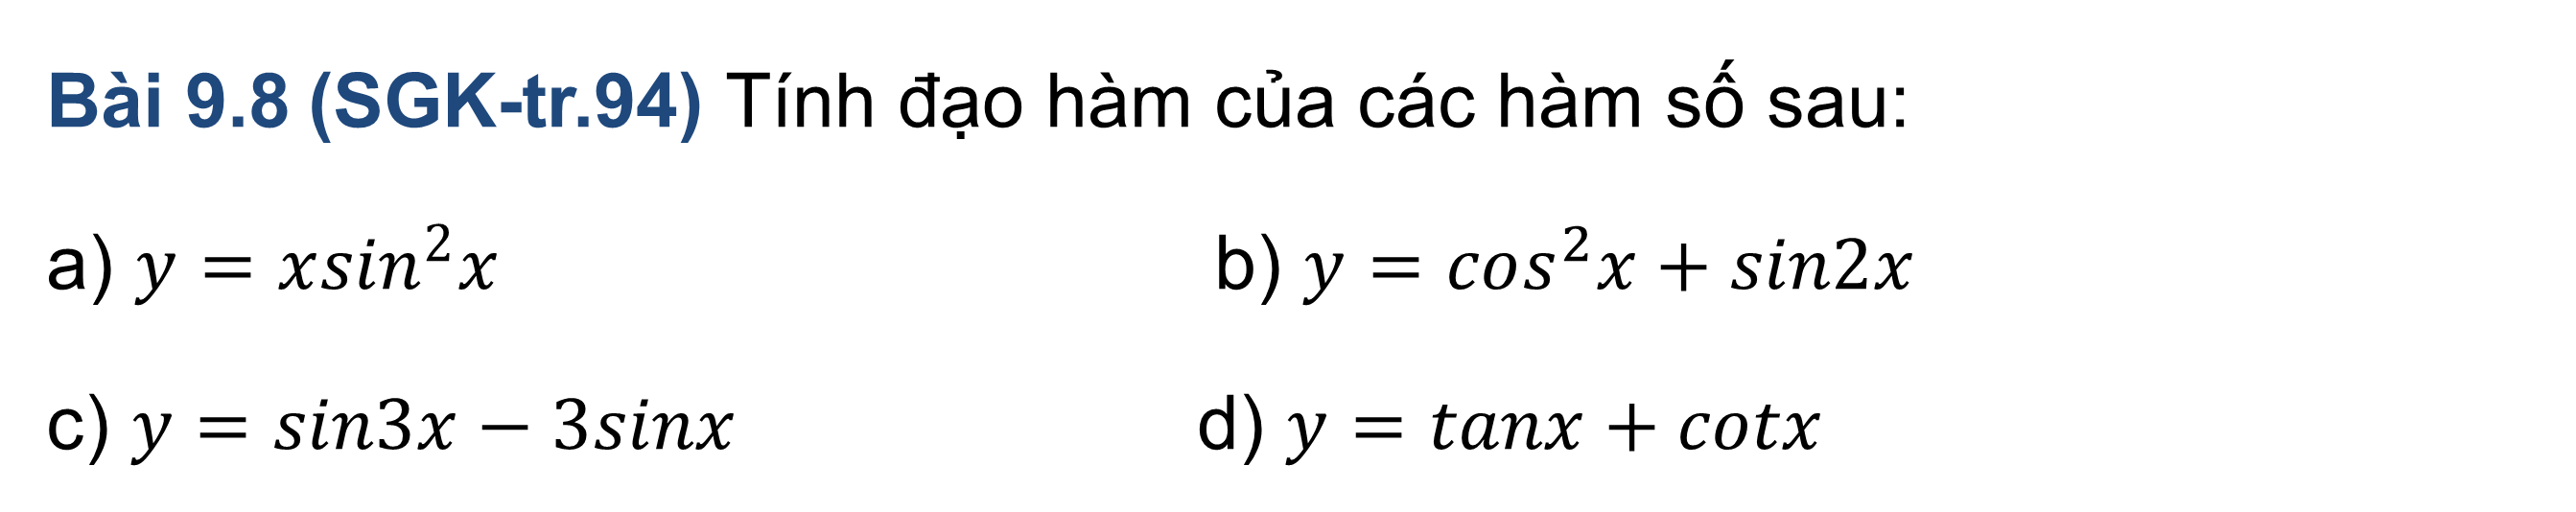 Bài 9.8 (SGK-tr.94) Tính đạo hàm của các hàm số sau:
a) y = xsin²x b) y = cos²x + sin2x
c) y = sin3x − 3sinx d) y = tanx + cotx